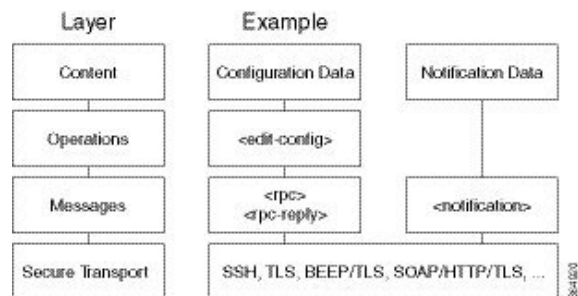 Layer Example
Content Configuration Data Notification Data
Operations <edit-config>
Messages <rpc> <notification>
<rpc-reply>
Secure Transport SSH, TLS, BEEP/TLS, SOAP/HTTP/TLS, ...